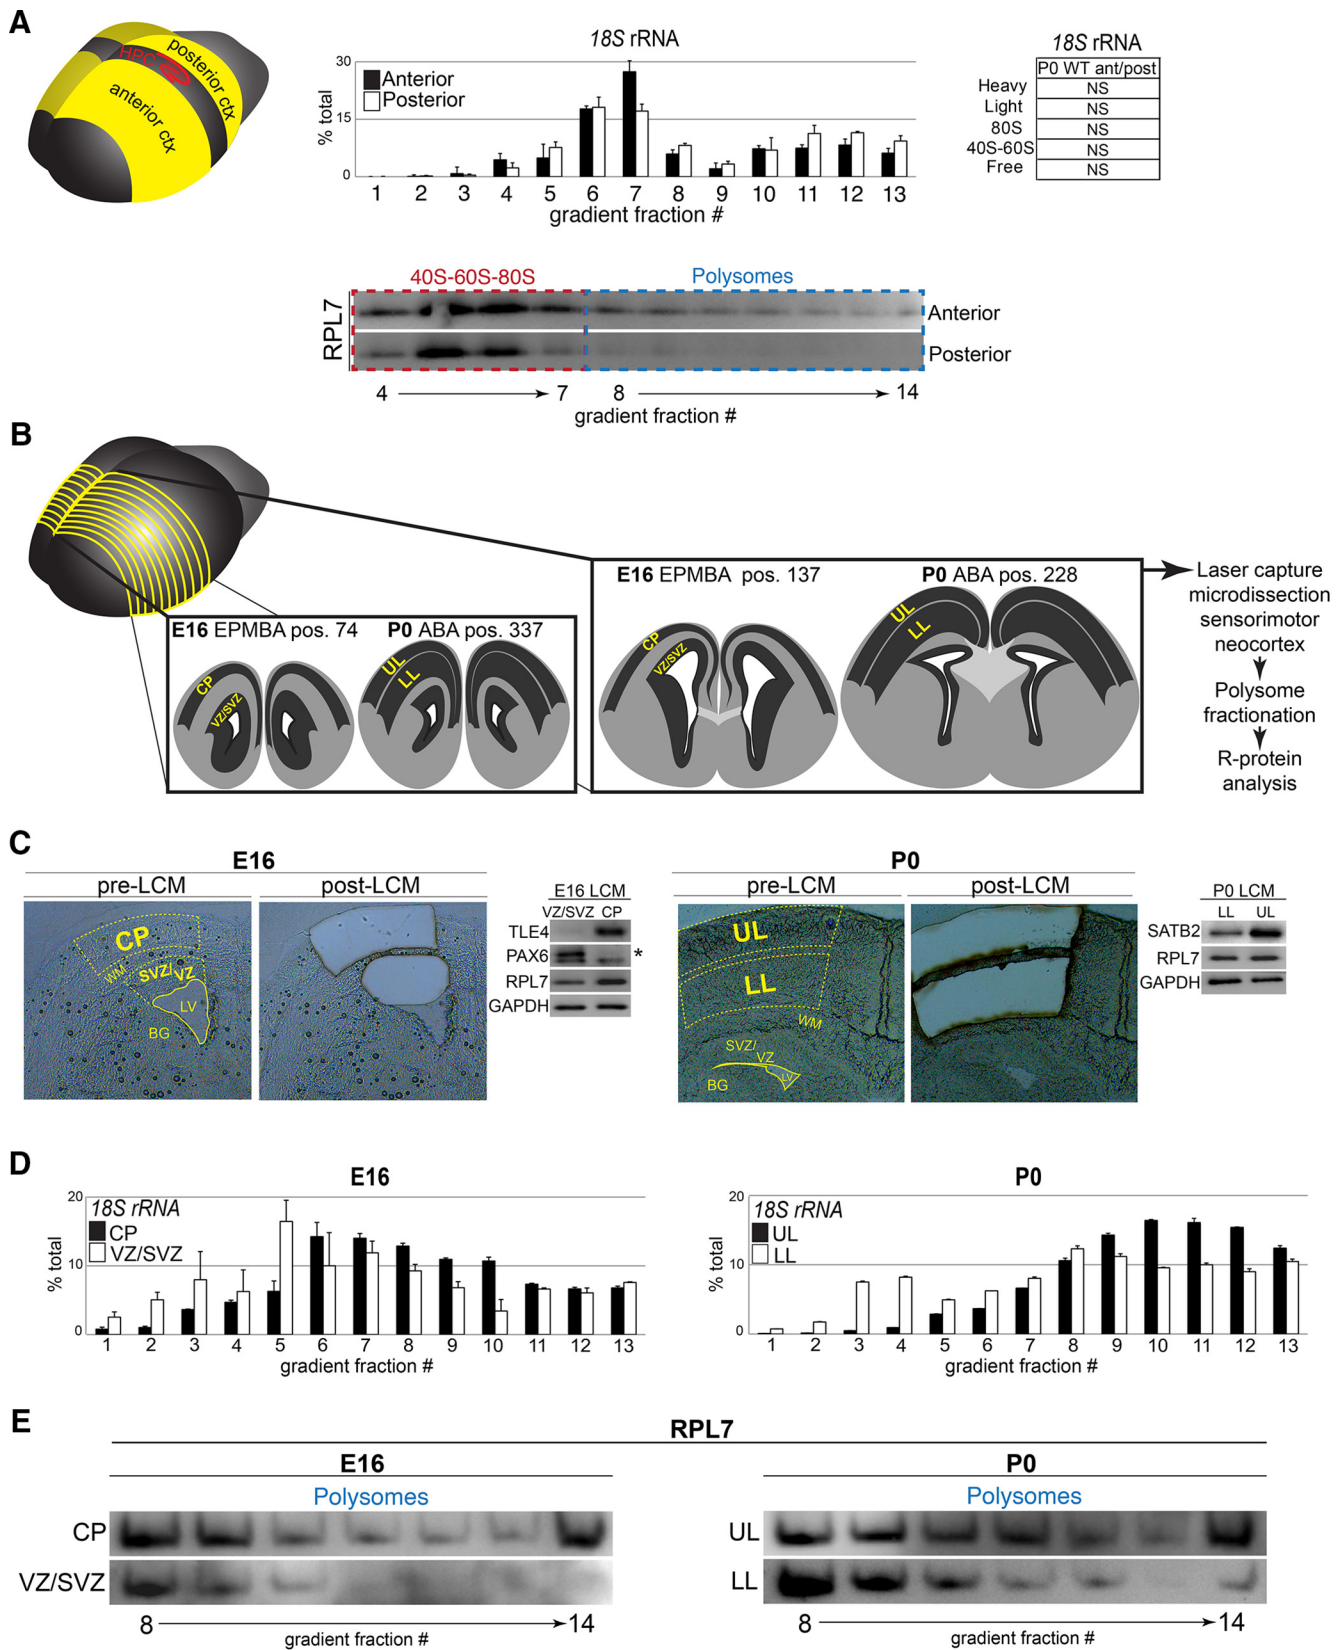 A
HPC
posterior ctx
anterior ctx
18S rRNA
30
15
0
% total
Anterior
Posterior
1 2 3 4 5 6 7 8 9 10 11 12 13
gradient fraction #
18S rRNA
P0 WT ant/post
Heavy NS
Light NS
80S NS
40S-60S NS
Free NS
40S-60S-80S Polysomes
RPL7
Anterior
Posterior
4 7 8 14
gradient fraction #
B
E16 EPMBA pos. 74 P0 ABA pos. 337
CP
VZ/SVZ
UL
LL
E16 EPMBA pos. 137 P0 ABA pos. 228
CP
VZ/SVZ
UL
LL
Laser capture
microdissection
sensorimotor
neocortex
Polysome
fractionation
R-protein
analysis
C
E16
pre-LCM post-LCM
CP
WM
SVZ/
VZ
LV
BG
E16 LCM
VZ/SVZ CP
TLE4
PAX6 *
RPL7
GAPDH
P0
pre-LCM post-LCM
UL
LL
WM
SVZ/
VZ
LV
BG
P0 LCM
LL UL
SATB2
RPL7
GAPDH
D
E16
20
10
0
% total
18S rRNA
CP
VZ/SVZ
1 2 3 4 5 6 7 8 9 10 11 12 13
gradient fraction #
P0
20
10
0
% total
18S rRNA
UL
LL
1 2 3 4 5 6 7 8 9 10 11 12 13
gradient fraction #
E
RPL7
E16
Polysomes
CP
VZ/SVZ
8 14
gradient fraction #
P0
Polysomes
UL
LL
8 14
gradient fraction #